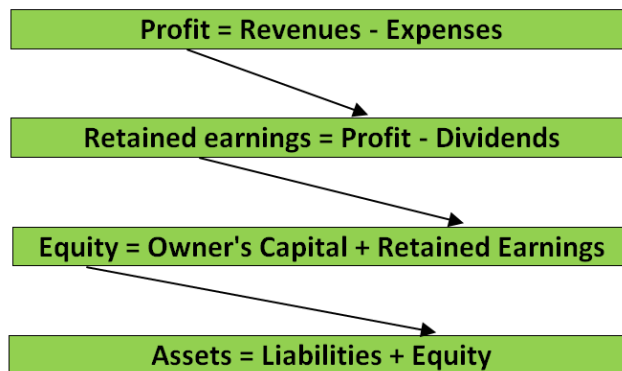 Profit = Revenues - Expenses
Retained earnings = Profit - Dividends
Equity = Owner's Capital + Retained Earnings
Assets = Liabilities + Equity